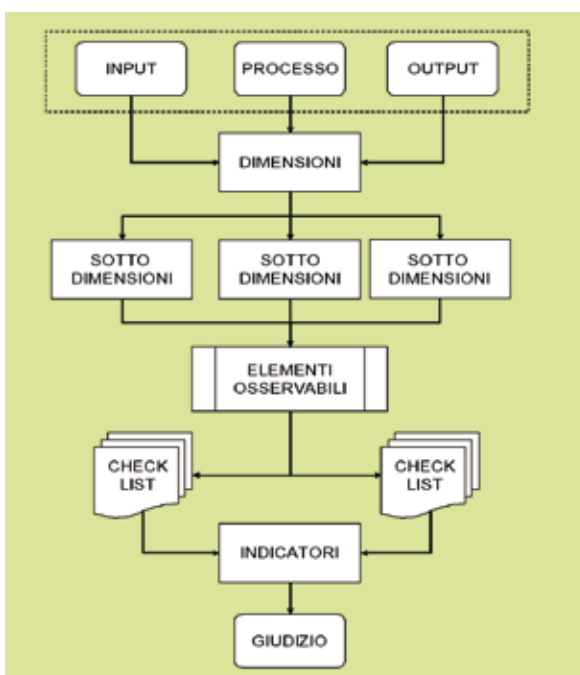 INPUT
PROCESSO
OUTPUT
DIMENSIONI
SOTTO
DIMENSIONI
SOTTO
DIMENSIONI
SOTTO
DIMENSIONI
ELEMENTI
OSSERVABILI
CHECK
LIST
CHECK
LIST
INDICATORI
GIUDIZIO